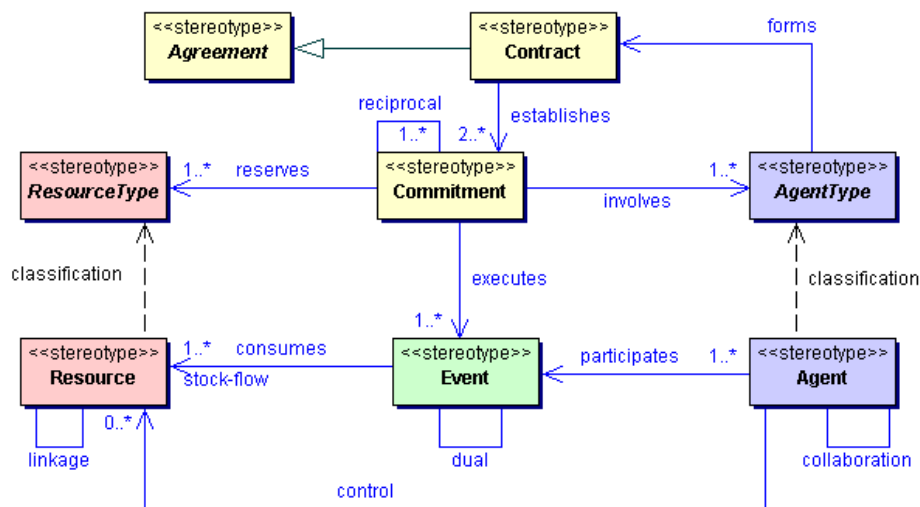 <<stereotype>>
Agreement
<<stereotype>>
Contract
forms
reciprocal
1..*
2..*
establishes
<<stereotype>>
ResourceType
1..*
reserves
<<stereotype>>
Commitment
involves
1..*
<<stereotype>>
AgentType
classification
executes
classification
1..*
<<stereotype>>
Resource
1..*
consumes
stock-flow
<<stereotype>>
Event
participates
1..*
<<stereotype>>
Agent
0..*
linkage
dual
collaboration
control